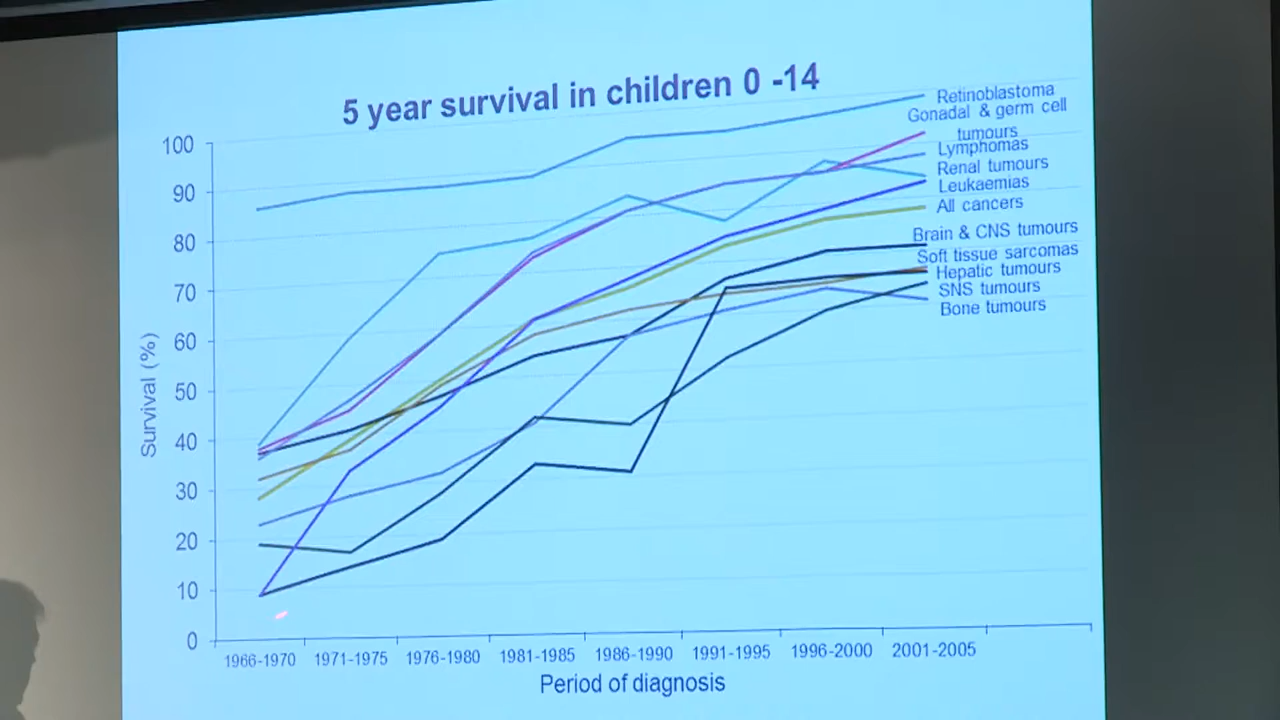 5 year survival in children 0 -14
Survival (%)
100
90
80
70
60
50
40
30
20
10
0
Retinoblastoma
Gonadal & germ cell
tumours
Lymphomas
Renal tumours
Leukaemias
All cancers
Brain & CNS tumours
Soft tissue sarcomas
Hepatic tumours
SNS tumours
Bone tumours
1966-1970 1971-1975 1976-1980 1981-1985 1986-1990 1991-1995 1996-2000 2001-2005
Period of diagnosis